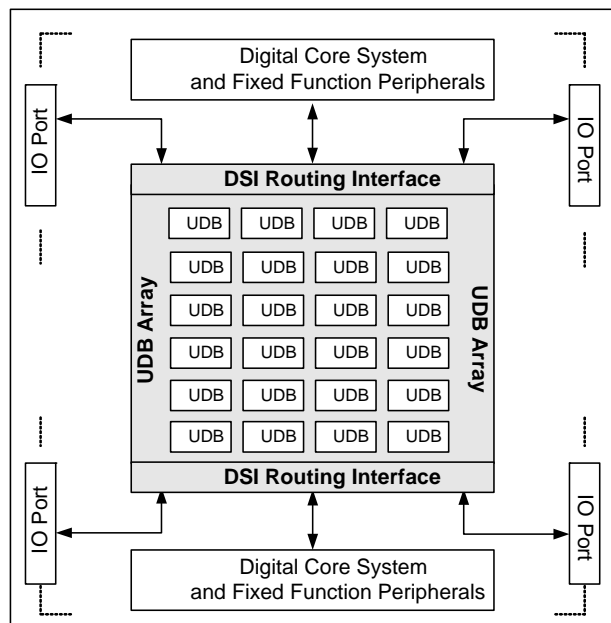 Digital Core System
and Fixed Function Peripherals
IO Port
IO Port
DSI Routing Interface
UDB UDB UDB UDB
UDB UDB UDB UDB
UDB UDB UDB UDB
UDB UDB UDB UDB
UDB UDB UDB UDB
UDB UDB UDB UDB
UDB Array
UDB Array
DSI Routing Interface
IO Port
IO Port
Digital Core System
and Fixed Function Peripherals